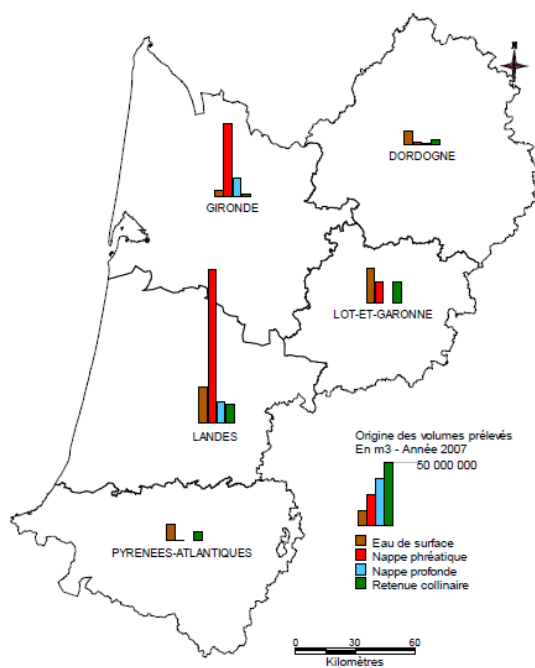 N
DORDOGNE
GIRONDE
LOT-ET-GARONNE
LANDES
Origine des volumes prélevés
En m3 - Année 2007
50 000 000
Eau de surface
Nappe phréatique
Nappe profonde
Retenue collinaire
PYRENEES-ATLANTIQUES
0 30 60
Kilomètres